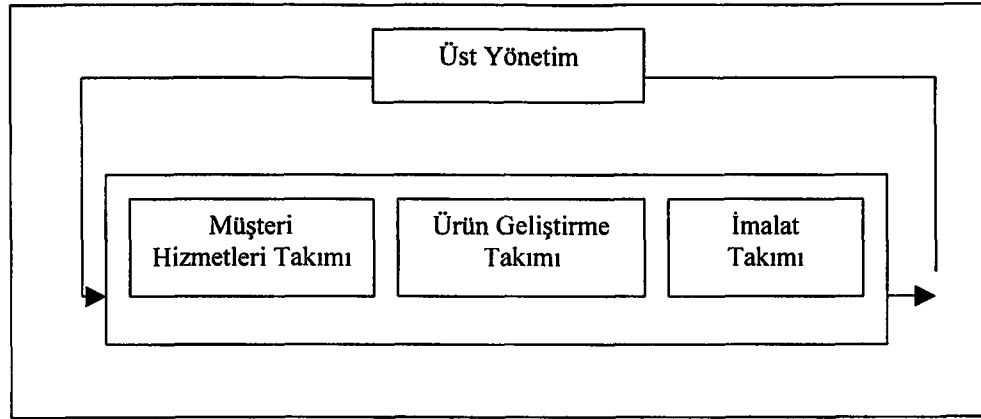 Üst Yönetim
Müşteri
Hizmetleri Takımı
Ürün Geliştirme
Takımı
İmalat
Takımı